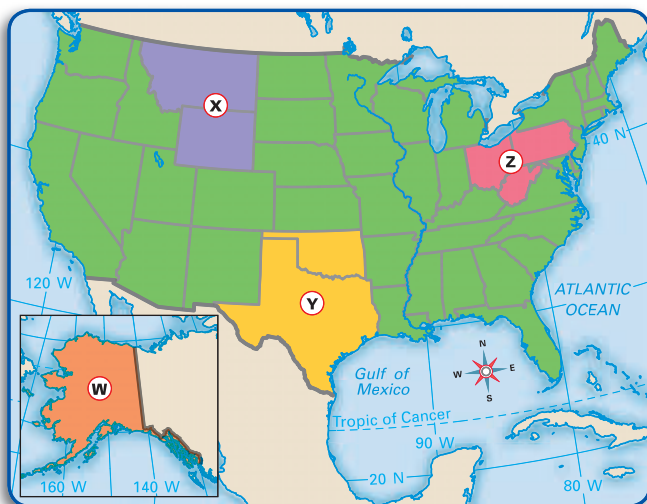 X
Z
40 N
120 W
ATLANTIC
OCEAN
Y
W
Gulf of
Mexico
N
W
E
S
Tropic of Cancer
90 W
20 N
80 W
160 W
140 W